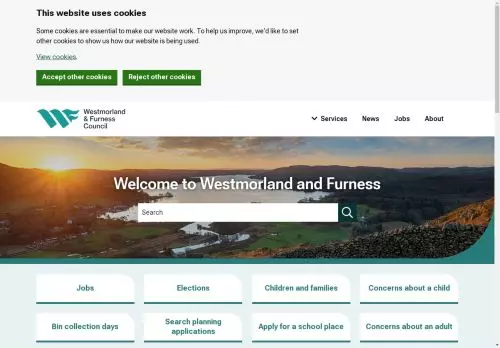 This website uses cookies
Some cookies are essential to make our website work. To help us improve, we'd like to set
other cookies to show us how our website is being used.
View cookies.
Accept other cookies
Reject other cookies
Westmorland
& Furness
Council
Services
News
Jobs
About
Welcome to Westmorland and Furness
Search
Jobs
Elections
Children and families
Concerns about a child
Bin collection days
Search planning
applications
Apply for a school place
Concerns about an adult